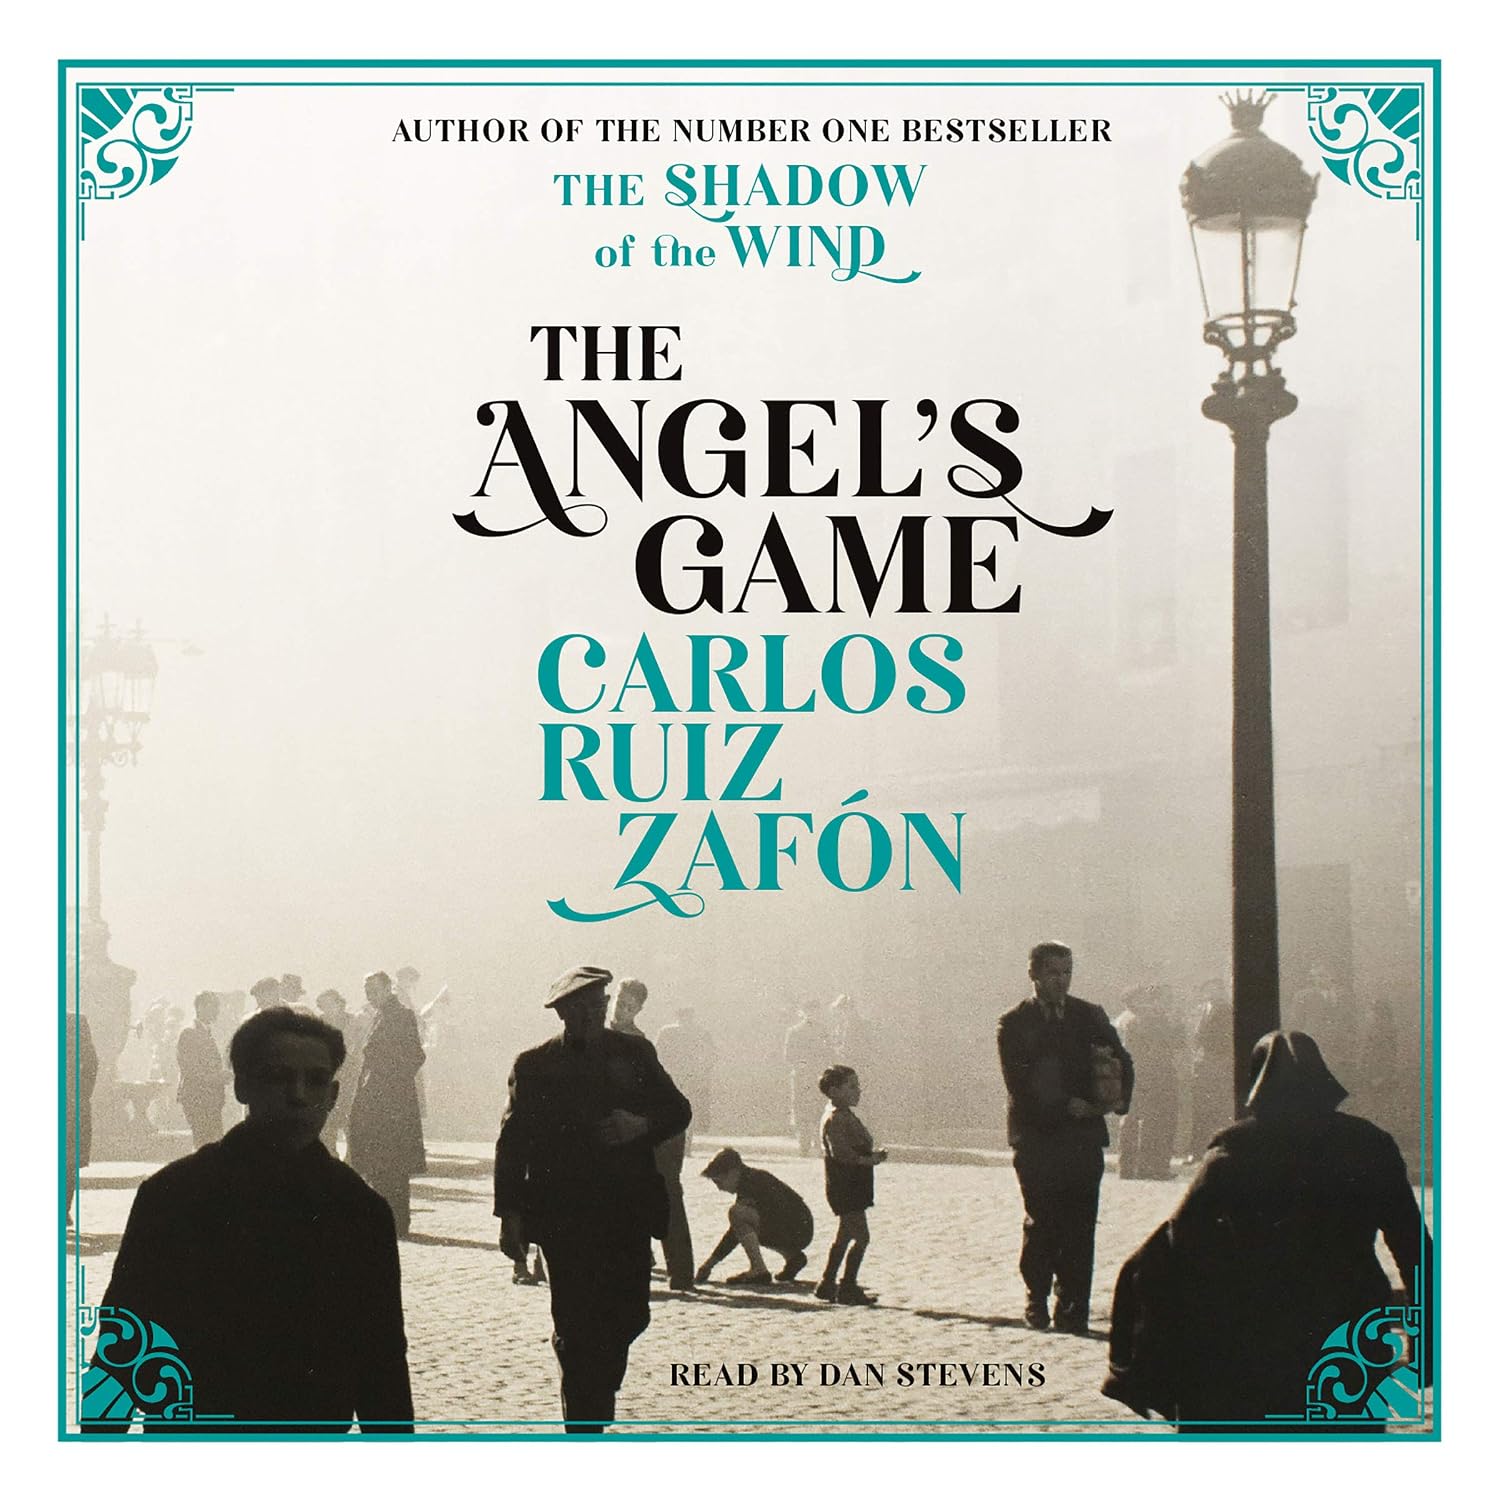 AUTHOR OF THE NUMBER ONE BESTSELLER
THE SHADOW
of the WIND
THE
ANGEL'S
GAME
CARLOS
RUIZ
ZAFÓN
READ BY DAN STEVENS